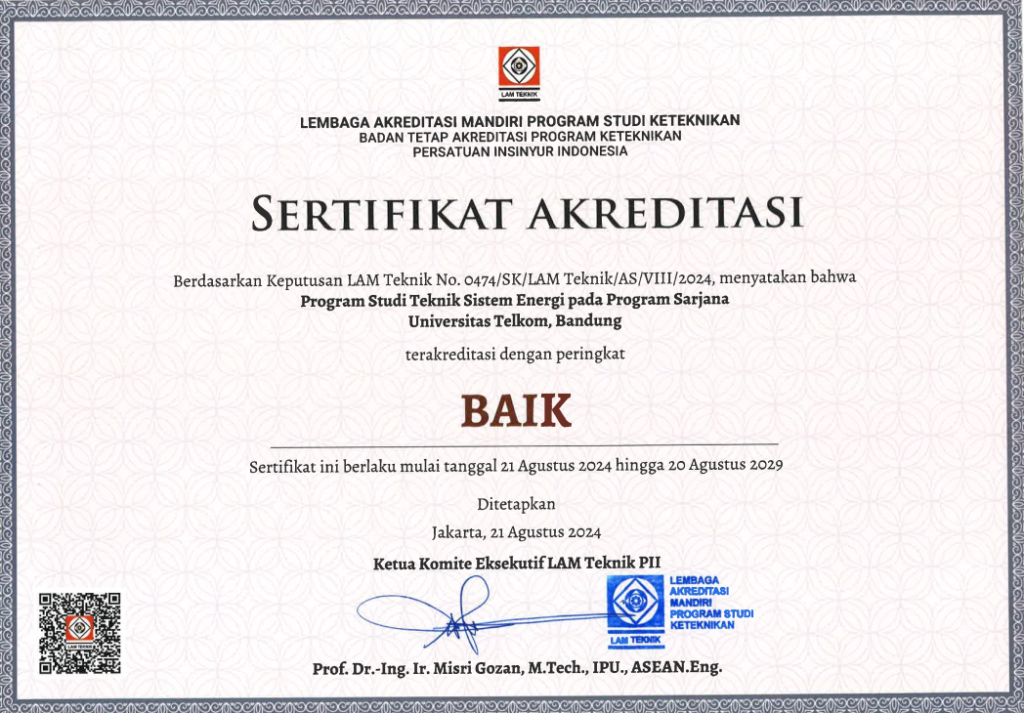 LAM TEKNIK
LEMBAGA AKREDITASI MANDIRI PROGRAM STUDI KETEKNIKAN
BADAN TETAP AKREDITASI PROGRAM KETEKNIKAN
PERSATUAN INSINYUR INDONESIA
SERTIFIKAT AKREDITASI
Berdasarkan Keputusan LAM Teknik No. 0474/SK/LAM Teknik/AS/VIII/2024, menyatakan bahwa
Program Studi Teknik Sistem Energi pada Program Sarjana
Universitas Telkom, Bandung
terakreditasi dengan peringkat
BAIK
Sertifikat ini berlaku mulai tanggal 21 Agustus 2024 hingga 20 Agustus 2029
Ditetapkan
Jakarta, 21 Agustus 2024
Ketua Komite Eksekutif LAM Teknik PII
LEMBAGA
AKREDITASI
MANDIRI
PROGRAM STUDI
KETEKNIKAN
LAM TEKNIK
LAM TEKNIK
Prof. Dr.-Ing. Ir. Misri Gozan, M.Tech., IPU., ASEAN.Eng.